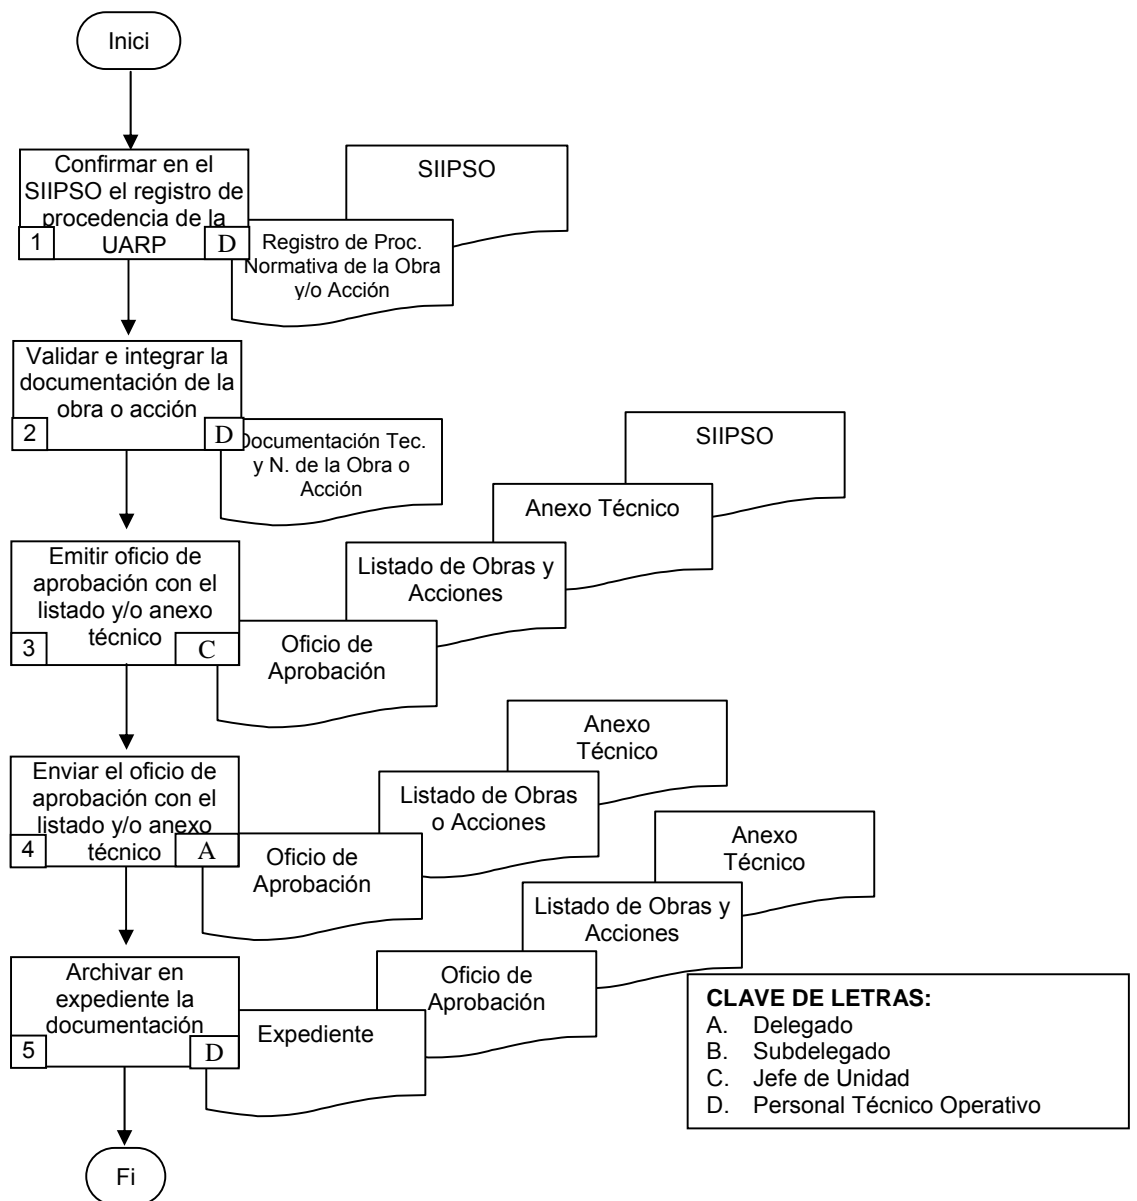 Inici
Confirmar en el
SIIPSO el registro de
procedencia de la
UARP
1
D
SIIPSO
Registro de Proc.
Normativa de la Obra
y/o Acción
Validar e integrar la
documentación de la
obra o acción
2
D
Documentación Tec.
y N. de la Obra o
Acción
SIIPSO
Anexo Técnico
Listado de Obras y
Acciones
Emitir oficio de
aprobación con el
listado y/o anexo
técnico
3
C
Oficio de
Aprobación
Anexo
Técnico
Listado de Obras
o Acciones
Enviar el oficio de
aprobación con el
listado y/o anexo
técnico
4
A
Oficio de
Aprobación
Anexo
Técnico
Listado de Obras y
Acciones
Oficio de
Aprobación
Archivar en
expediente la
documentación
5
D
Expediente
CLAVE DE LETRAS:
A. Delegado
B. Subdelegado
C. Jefe de Unidad
D. Personal Técnico Operativo
Fi